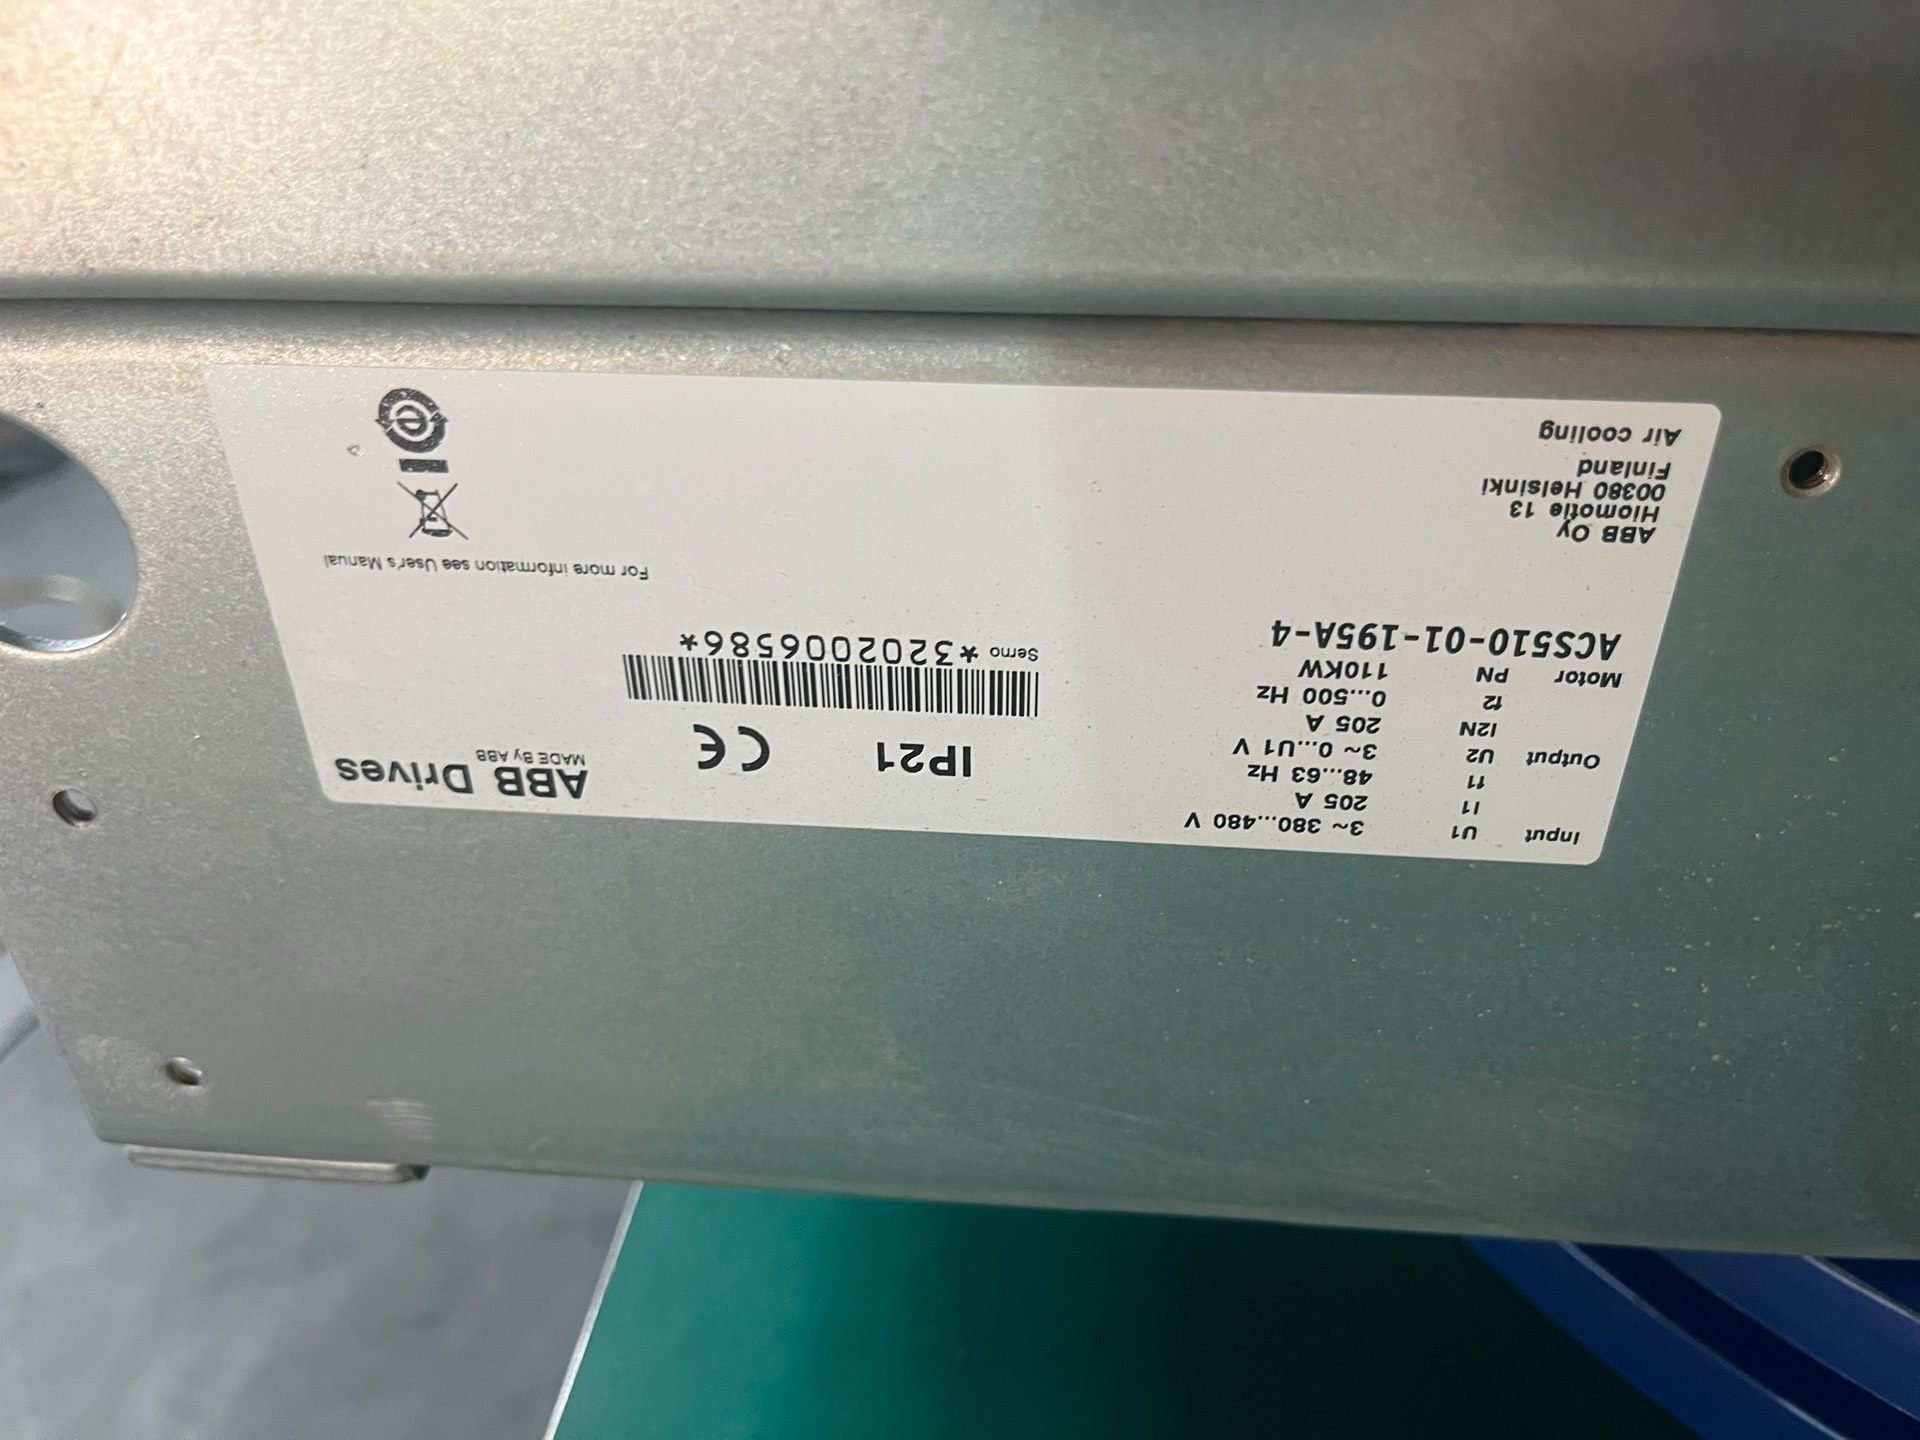 Input U1 3~ 380...480 V
I1 205 A
f1 48...63 Hz
Output U2 3~ 0...U1 V
I2N 205 A
f2 0...500 Hz
Motor PN 110KW
ACS510-01-195A-4
ABB Oy
Hiomotie 13
00380 Helsinki
Finland
Air cooling
IP21
CE
Serno *3202006586*
ABB Drives
MADE By ABB
For more information see User's Manual
e